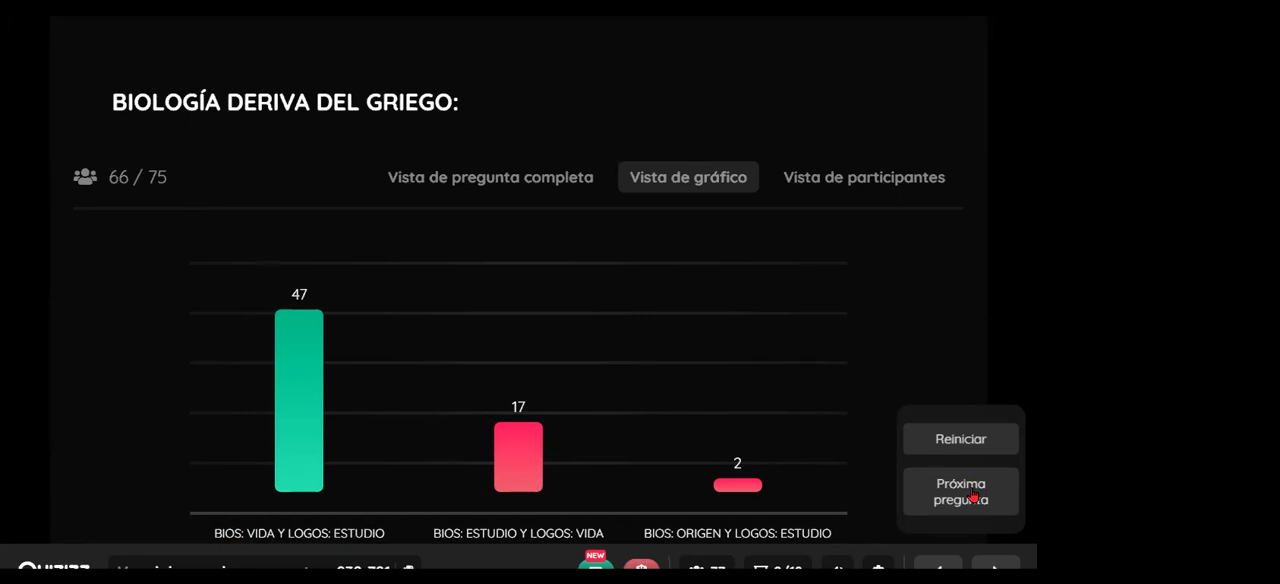 BIOLOGÍA DERIVA DEL GRIEGO:
66 / 75
Vista de pregunta completa
Vista de gráfico
Vista de participantes
47
17
2
Reiniciar
Próxima
pregunta
BIOS: VIDA Y LOGOS: ESTUDIO
BIOS: ESTUDIO Y LOGOS: VIDA
BIOS: ORIGEN Y LOGOS: ESTUDIO
NEW
Quizizz